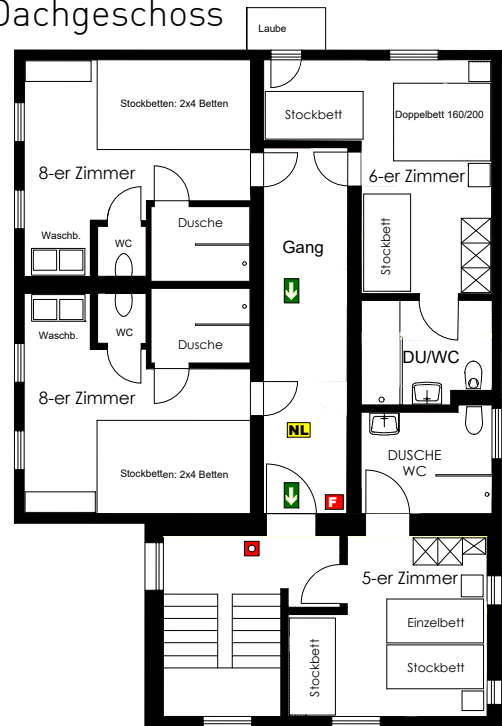 Dachgeschoss
Laube
Stockbetten: 2x4 Betten
Stockbett
Doppelbett 160/200
8-er Zimmer
6-er Zimmer
Waschb.
WC
Dusche
Gang
Stockbett
Waschb.
WC
Dusche
DU/WC
8-er Zimmer
NL
Stockbetten: 2x4 Betten
DUSCHE
WC
F
5-er Zimmer
Einzelbett
Stockbett
Stockbett